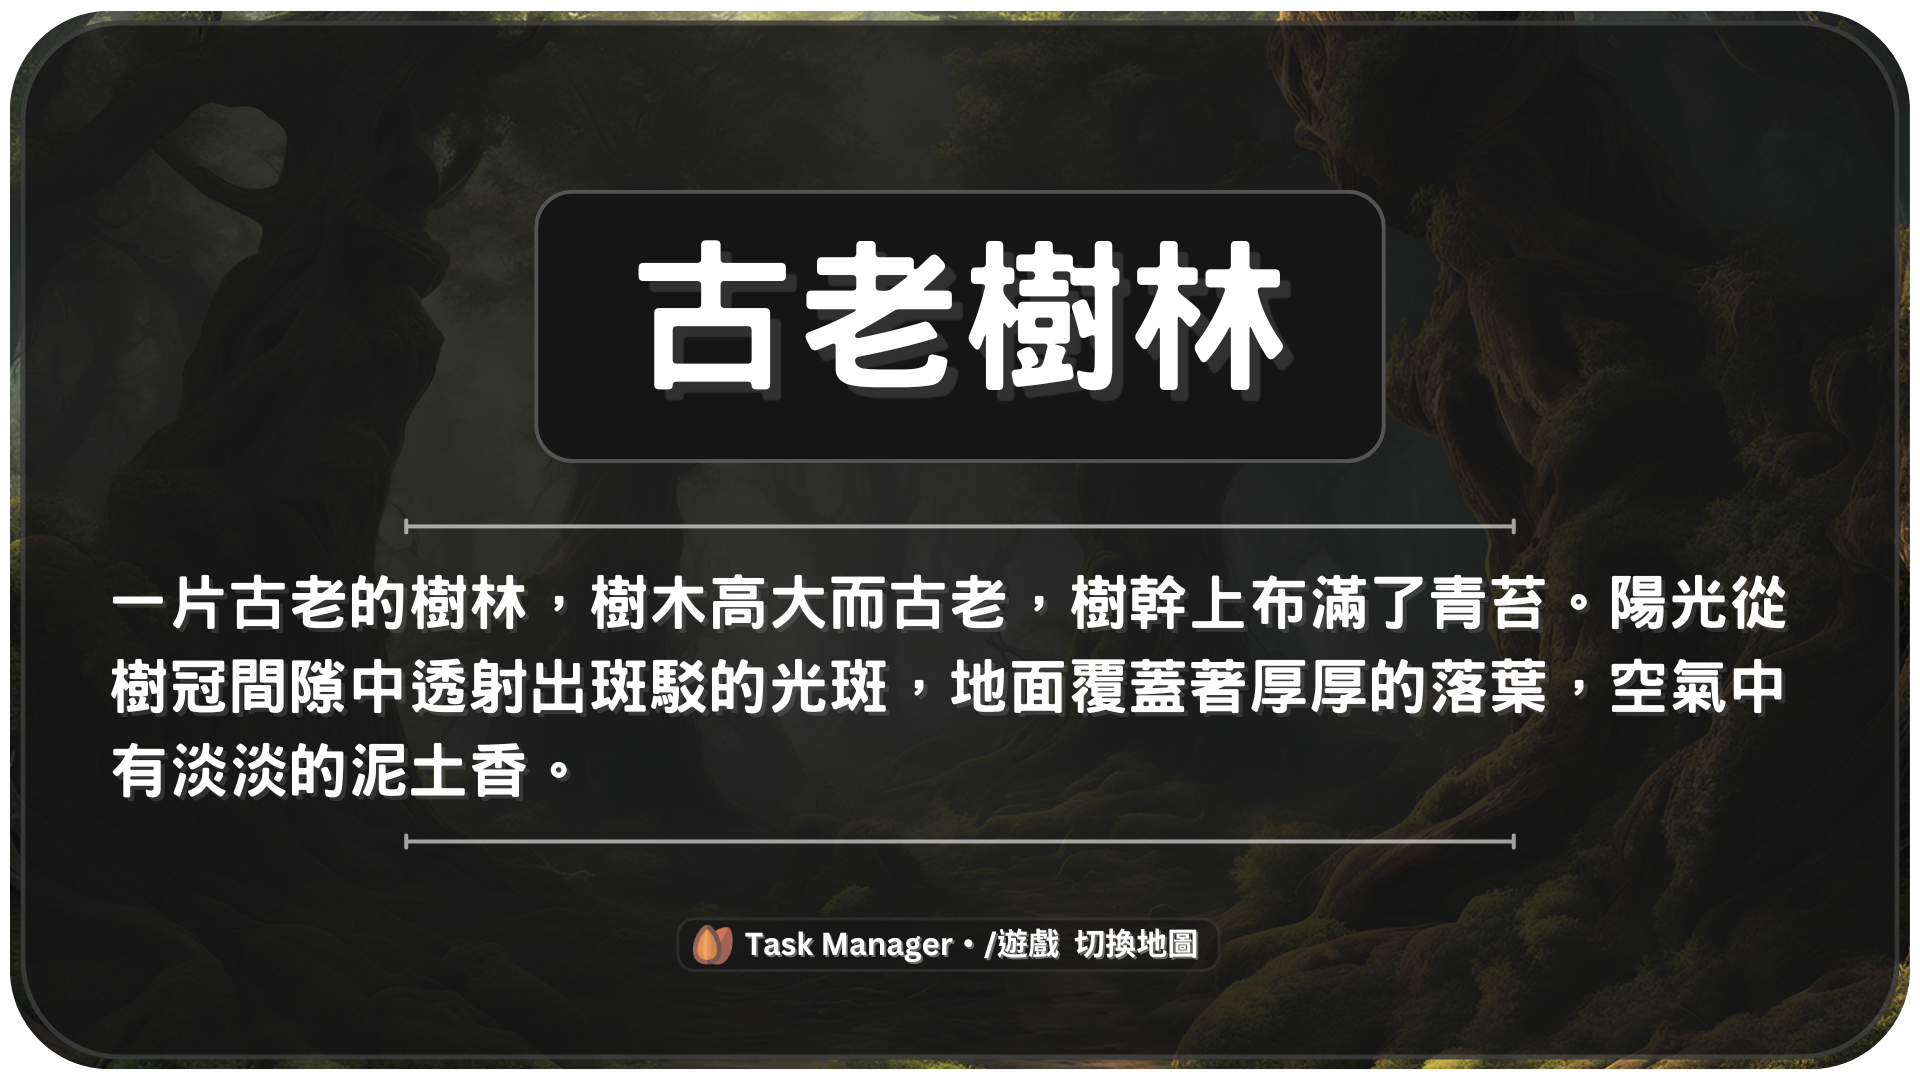 古老樹林
一片古老的樹林，樹木高大而古老，樹幹上布滿了青苔。陽光從
樹冠間隙中透射出斑駁的光斑，地面覆蓋著厚厚的落葉，空氣中
有淡淡的泥土香。
Task Manager • /遊戲 切換地圖